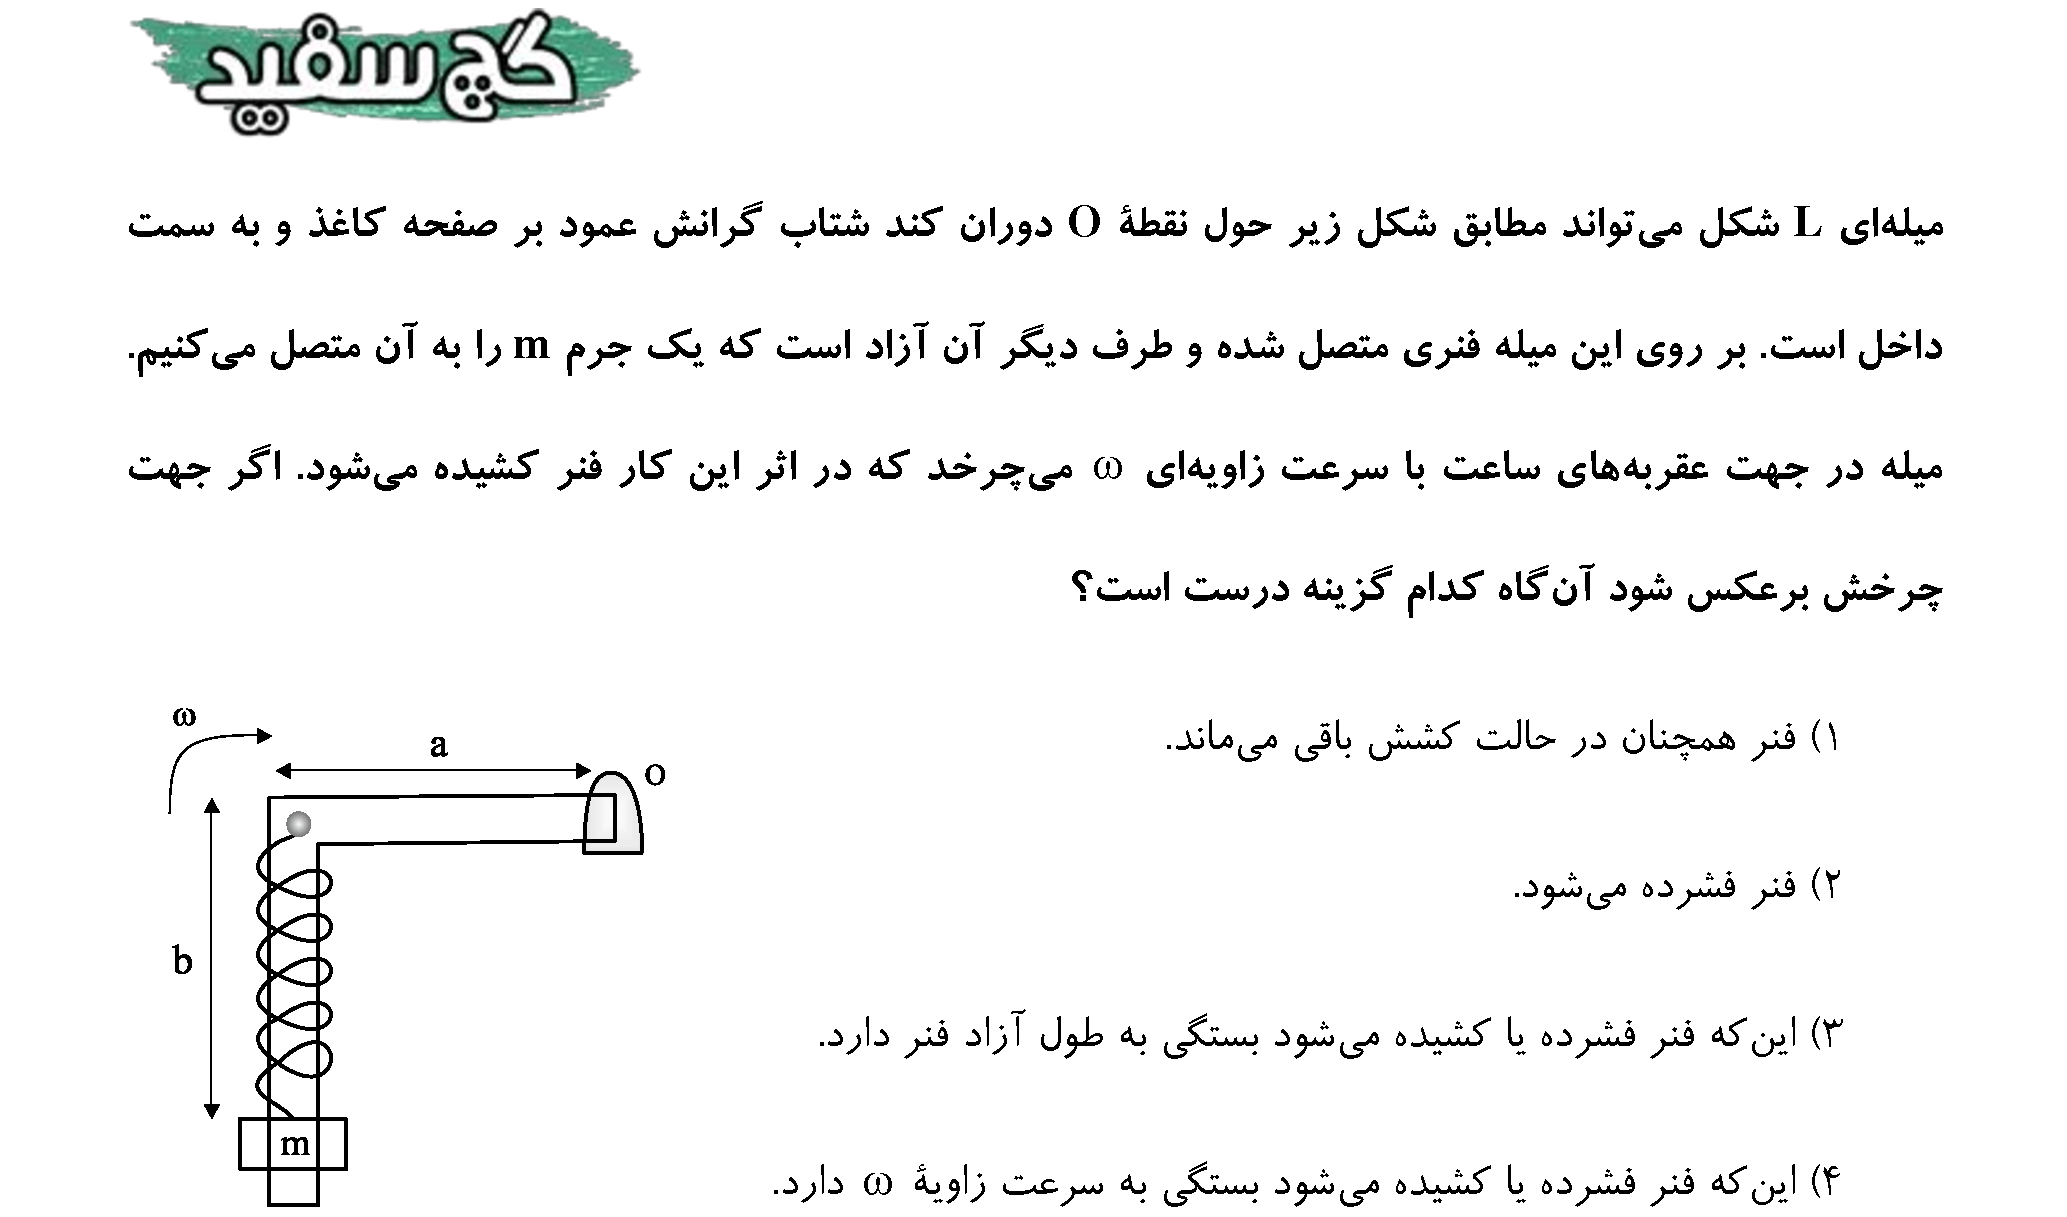 گچ سفید
میله‌ای L شکل می‌تواند مطابق شکل زیر حول نقطهٔ O دوران کند شتاب گرانش عمود بر صفحه کاغذ و به سمت
داخل است. بر روی این میله فنری متصل شده و طرف دیگر آن آزاد است که یک جرم m را به آن متصل می‌کنیم.
میله در جهت عقربه‌های ساعت با سرعت زاویه‌ای ω می‌چرخد که در اثر این کار فنر کشیده می‌شود. اگر جهت
چرخش برعکس شود آن‌گاه کدام گزینه درست است؟
۱) فنر همچنان در حالت کشش باقی می‌ماند.
۲) فنر فشرده می‌شود.
۳) این‌که فنر فشرده یا کشیده می‌شود بستگی به طول آزاد فنر دارد.
۴) این‌که فنر فشرده یا کشیده می‌شود بستگی به سرعت زاویهٔ ω دارد.
ω
a
O
b
m